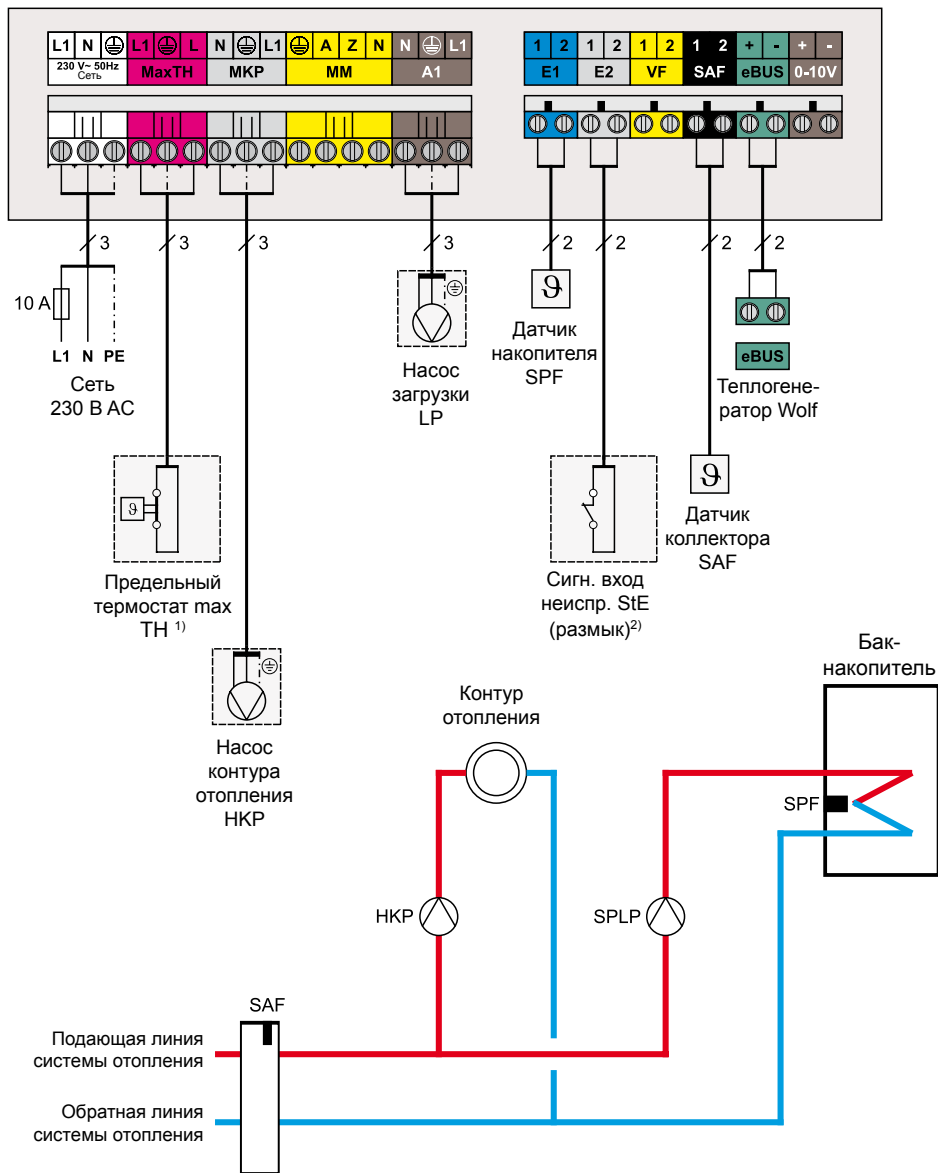 L1 N L1 L N L1 A Z N N L1 1 2 1 2 1 2 1 2 + - + -
230 V~ 50Hz
Сеть
MaxTH MKP MM A1 E1 E2 VF SAF eBUS 0-10V
3 3 3 3 2 2 2 2
10 A
L1 N PE
Сеть
230 В AC
Насос
загрузки
LP
Датчик
накопителя
SPF
eBUS
Теплогене-
ратор Wolf
ϑ
ϑ
ϑ
Предельный
термостат max
TH 1)
Сигн. вход
неиспр. StE
(размык)2)
Датчик
коллектора
SAF
Насос
контура
отопления
HKP
Контур
отопления
Бак-
накопитель
SPF
HKP
SPLP
SAF
Подающая линия
системы отопления
Обратная линия
системы отопления